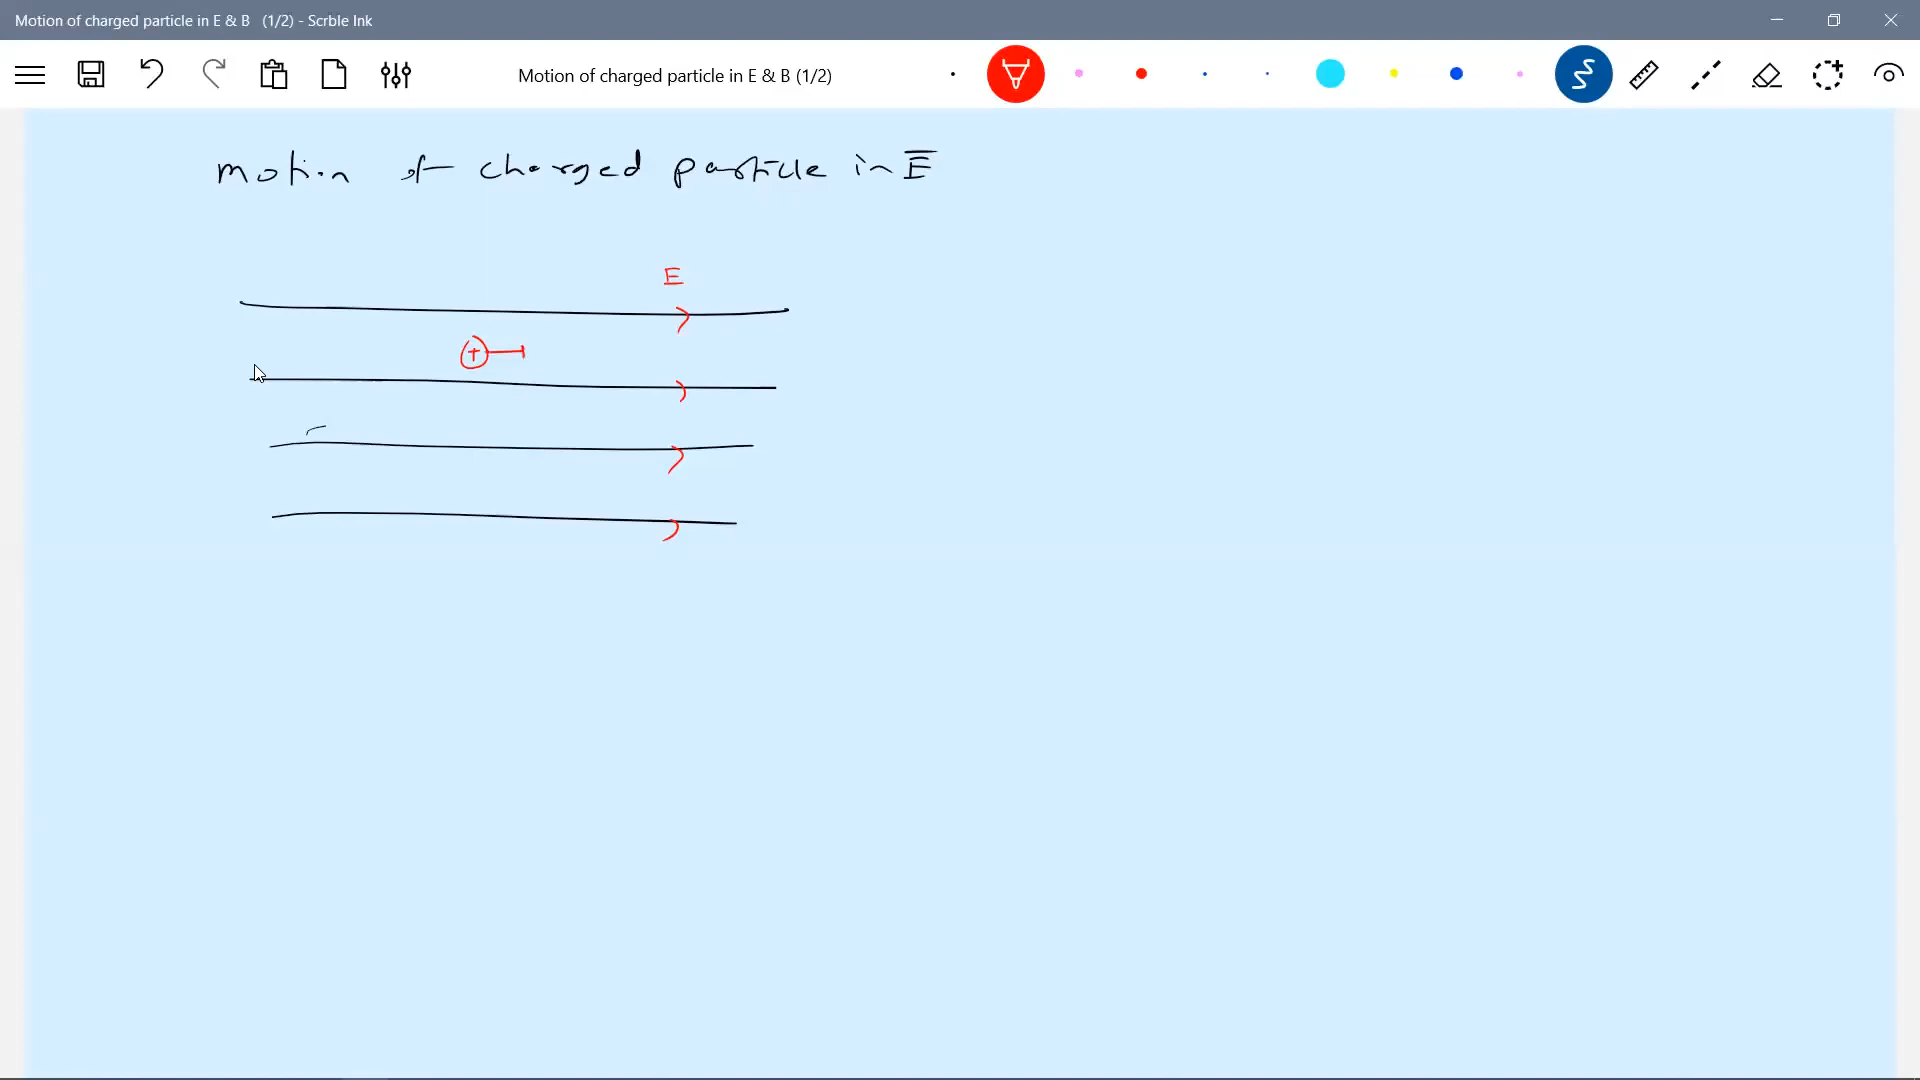 Motion of charged particle in E & B (1/2) - Scrble Ink
Motion of charged particle in E & B (1/2)
motion of charged particle in E̅
E
+